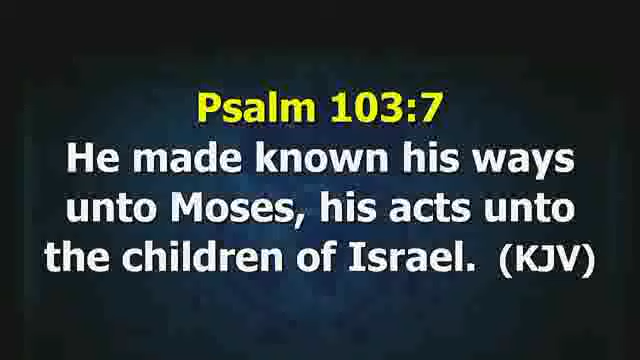 Psalm 103:7
He made known his ways
unto Moses, his acts unto
the children of Israel. (KJV)